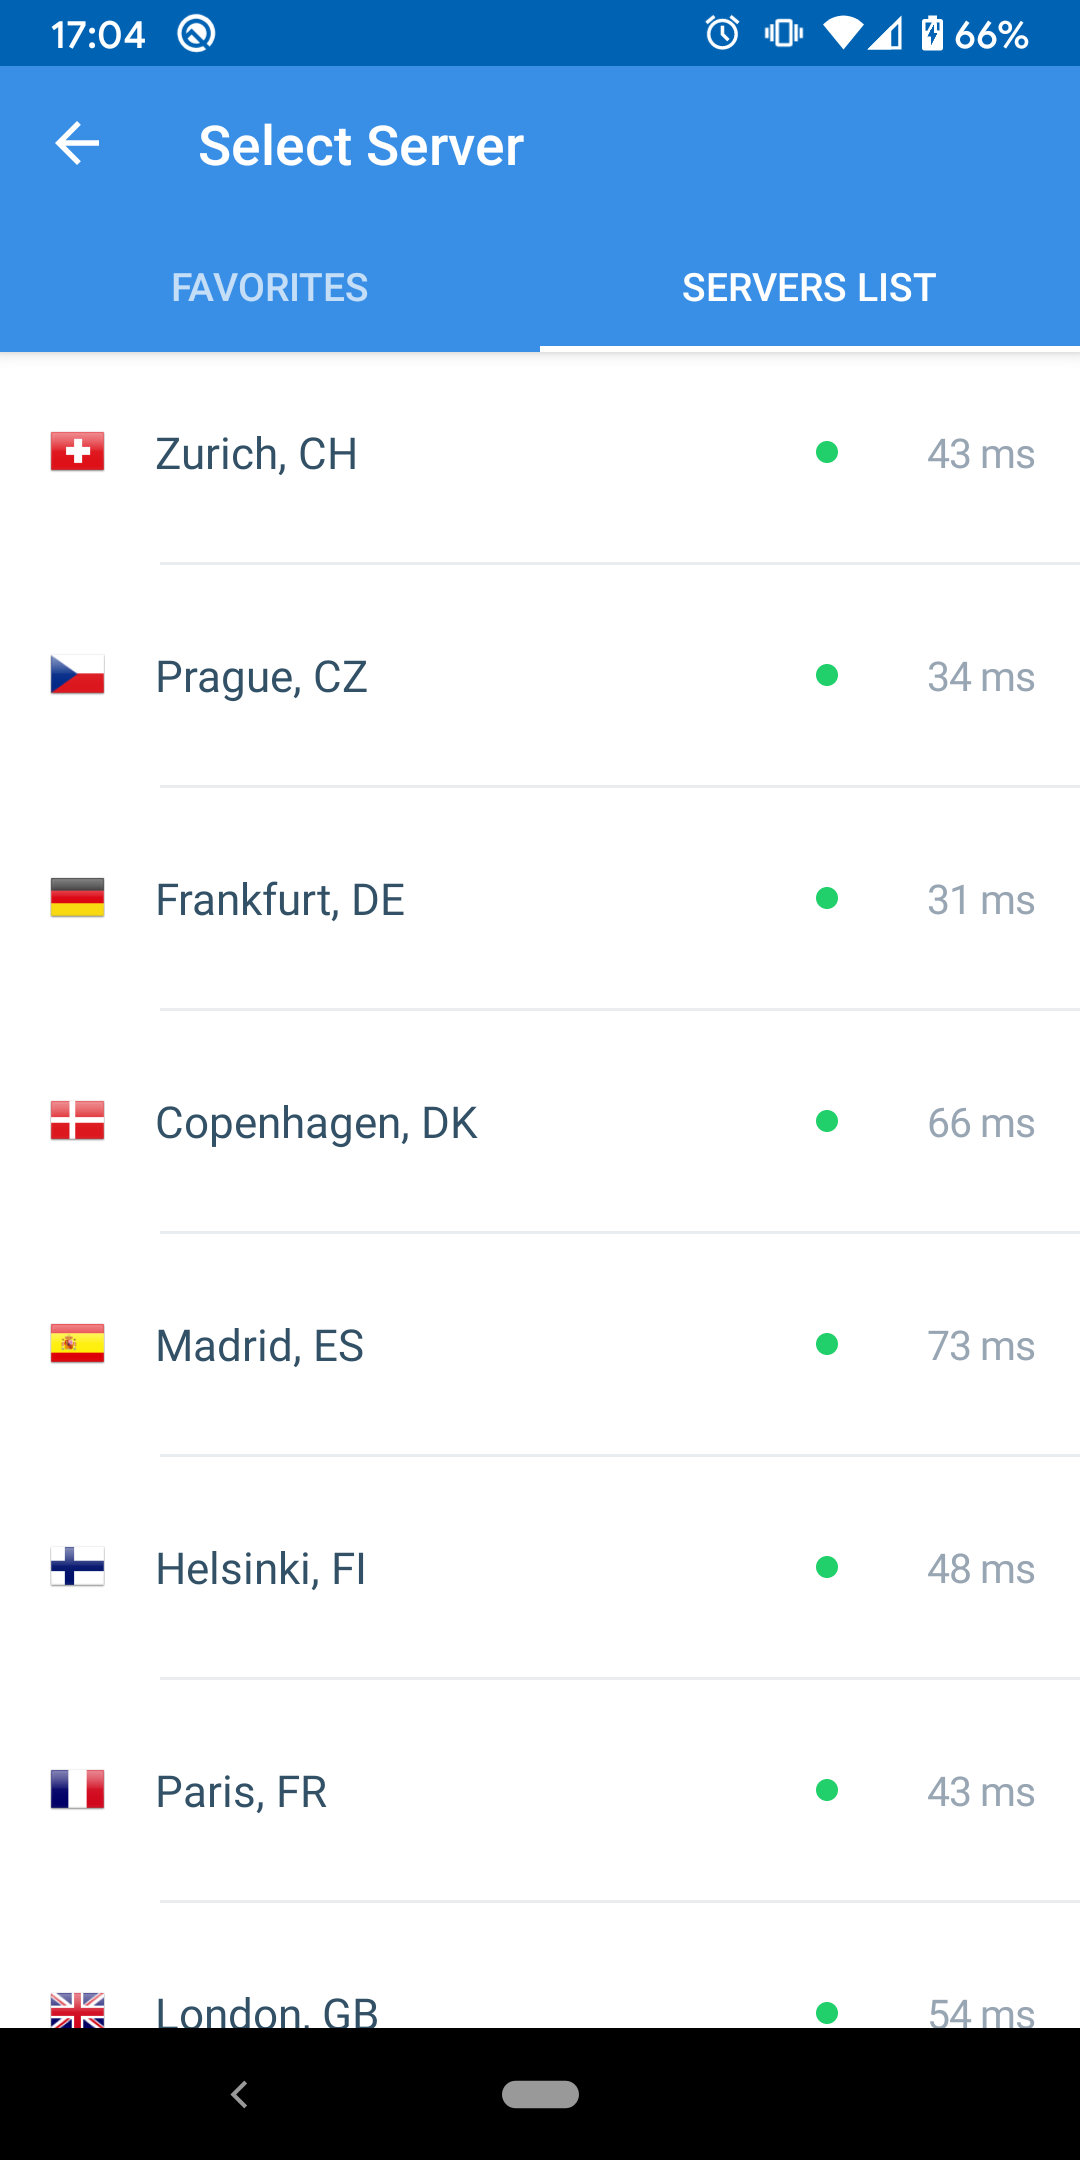 17:04 66%
Select Server
FAVORITES SERVERS LIST
Zurich, CH 43 ms
Prague, CZ 34 ms
Frankfurt, DE 31 ms
Copenhagen, DK 66 ms
Madrid, ES 73 ms
Helsinki, FI 48 ms
Paris, FR 43 ms
London, GB 54 ms